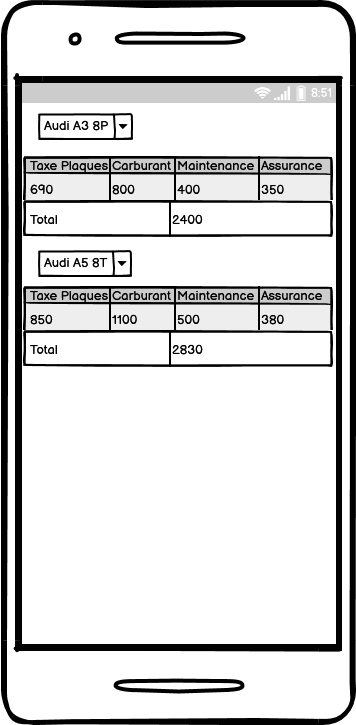 8:51
Audi A3 8P
Taxe Plaques Carburant Maintenance Assurance
690 800 400 350
Total 2400
Audi A5 8T
Taxe Plaques Carburant Maintenance Assurance
850 1100 500 380
Total 2830